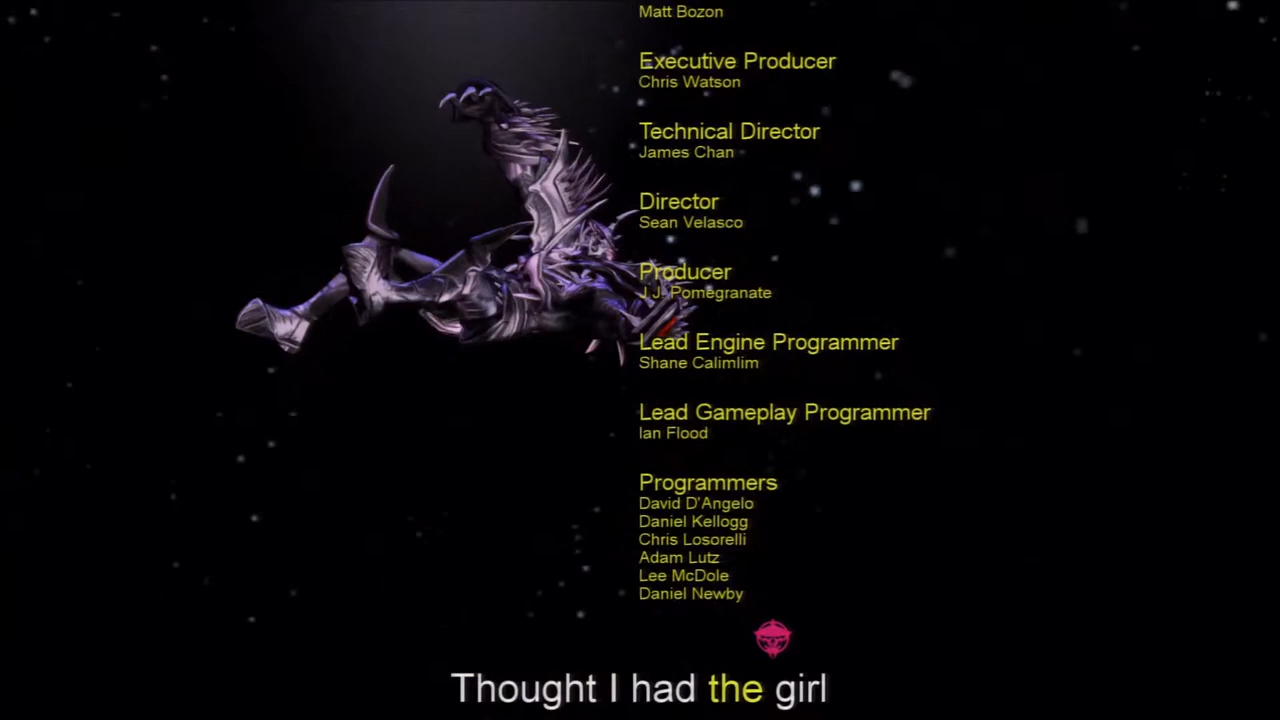 Matt Bozon
Executive Producer
Chris Watson
Technical Director
James Chan
Director
Sean Velasco
Producer
J.J. Pomegranate
Lead Engine Programmer
Shane Calimlim
Lead Gameplay Programmer
Ian Flood
Programmers
David D'Angelo
Daniel Kellogg
Chris Losorelli
Adam Lutz
Lee McDole
Daniel Newby
Thought I had the girl